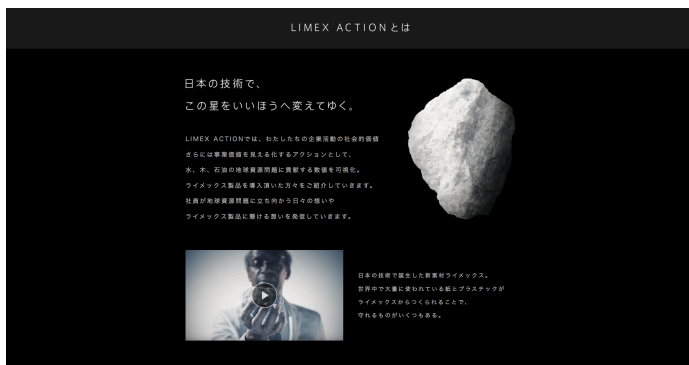 LIMEX ACTIONとは
日本の技術で、
この星をいいほうへ変えてゆく。
LIMEX ACTIONでは、わたしたちの企業活動の社会的価値
さらには事業価値を見える化するアクションとして、
水、木、石油の地球資源問題に貢献する数値を可視化。
ライメックス製品を導入頂いた方々をご紹介していきます。
社員が地球資源問題に立ち向かう日々の想いや
ライメックス製品に懸ける想いを発信していきます。
日本の技術で誕生した新素材ライメックス。
世界中で大量に使われている紙とプラスチックが
ライメックスからつくられることで、
守れるものがいくつもある。